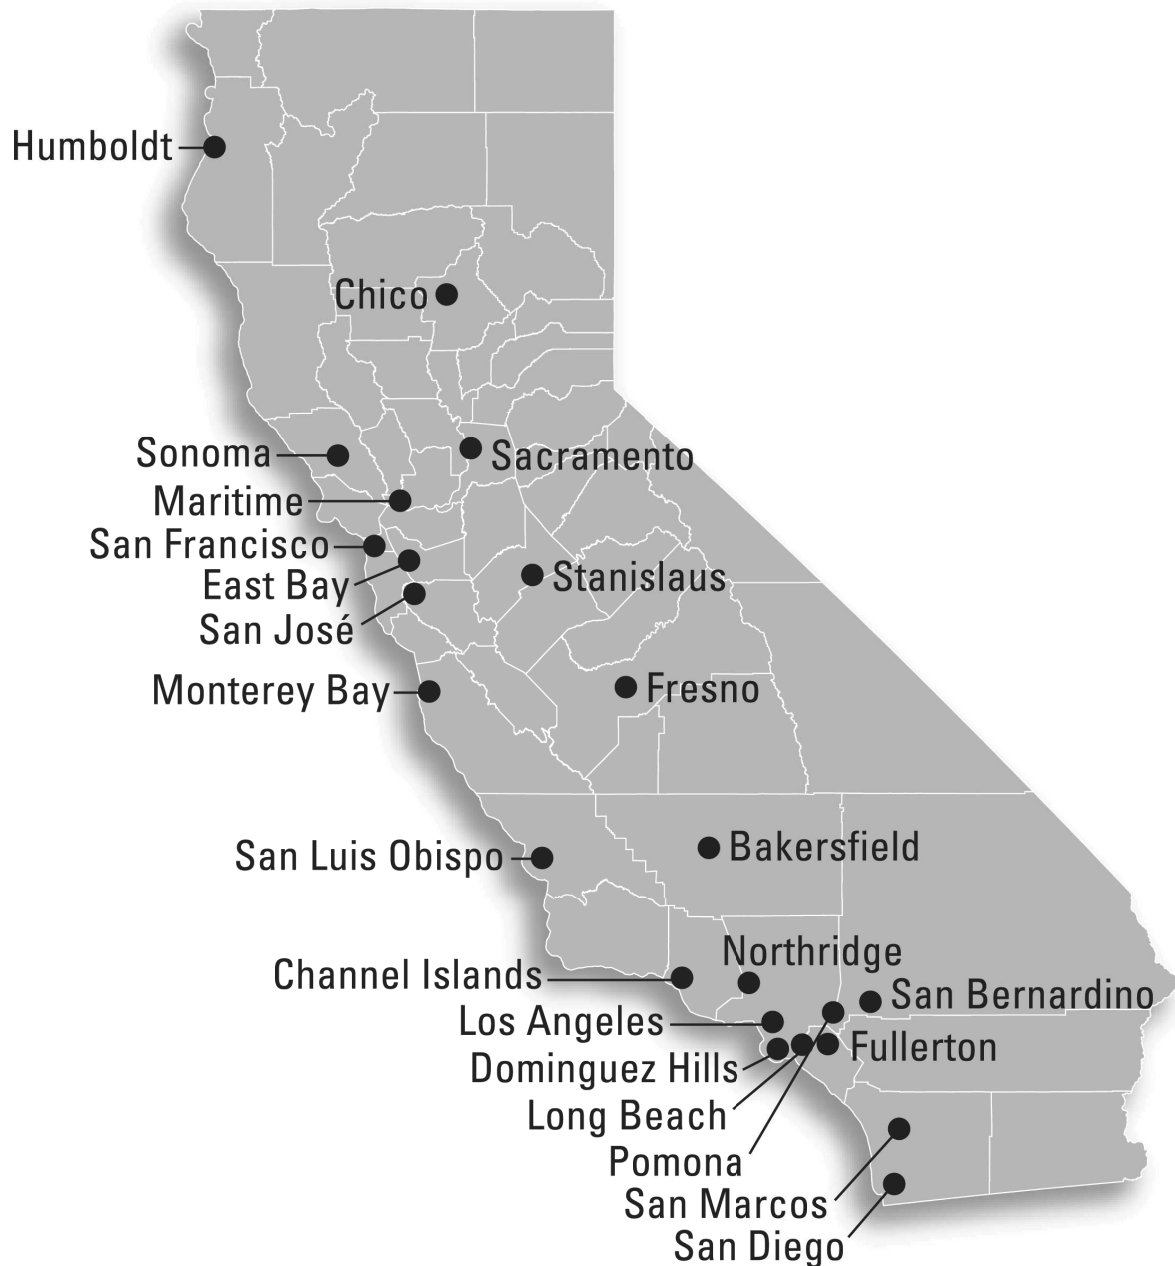 Humboldt
Chico
Sonoma
Sacramento
Maritime
San Francisco
East Bay
Stanislaus
San José
Monterey Bay
Fresno
San Luis Obispo
Bakersfield
Northridge
Channel Islands
San Bernardino
Los Angeles
Fullerton
Dominguez Hills
Long Beach
Pomona
San Marcos
San Diego